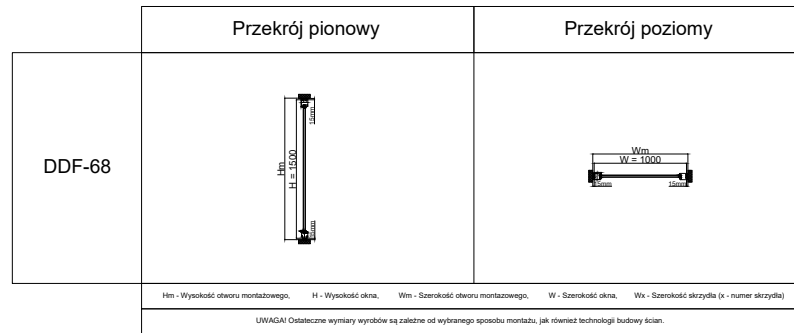 Przekrój pionowy
Przekrój poziomy
DDF-68
Hm
H = 1500
15mm
35mm
Wm
W = 1000
15mm
15mm
Hm - Wysokość otworu montażowego, H - Wysokość okna, Wm - Szerokość otworu montazowego, W - Szerokość okna, Wx - Szerokość skrzydła (x - numer skrzydła)
UWAGA! Ostateczne wymiary wyrobów są zależne od wybranego sposobu montażu, jak również technologii budowy ścian.